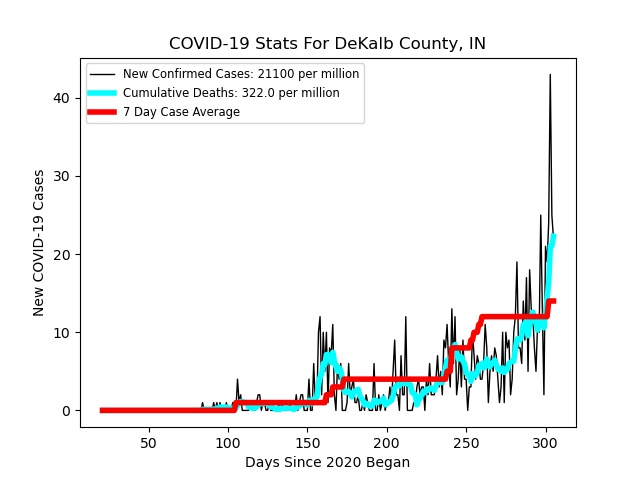 COVID-19 Stats For DeKalb County, IN
New Confirmed Cases: 21100 per million
Cumulative Deaths: 322.0 per million
7 Day Case Average
New COVID-19 Cases
40
30
20
10
0
50 100 150 200 250 300
Days Since 2020 Began